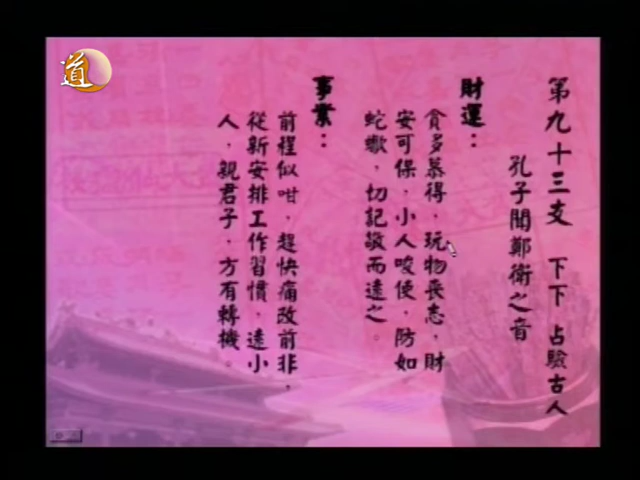 道
第九十三支　下下　占驗古人
孔子聞鄭衛之音
財運：
貪多慕得，玩物喪志，財
安可保，小人唆使，防如
蛇蠍，切記敬而遠之。
事業：
前程似咁，趕快痛改前非，
從新安排工作習慣，遠小
人，親君子，方有轉機。